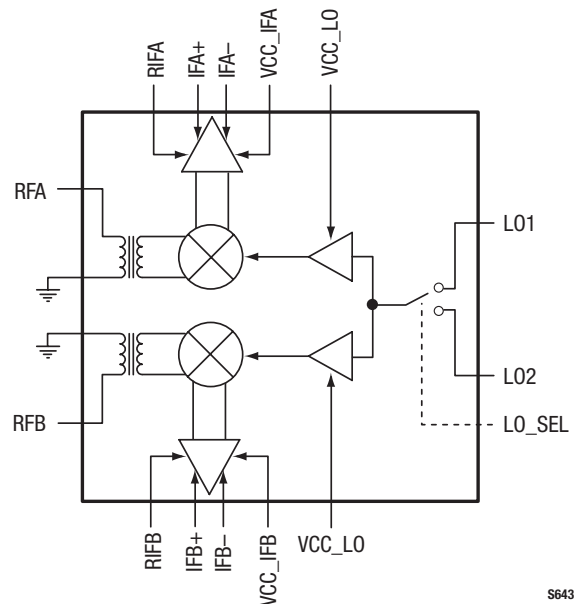 RIFA
IFA+
IFA–
VCC_IFA
VCC_LO
RFA
LO1
RFB
LO2
LO_SEL
RIFB
IFB+
IFB–
VCC_IFB
VCC_LO
S643